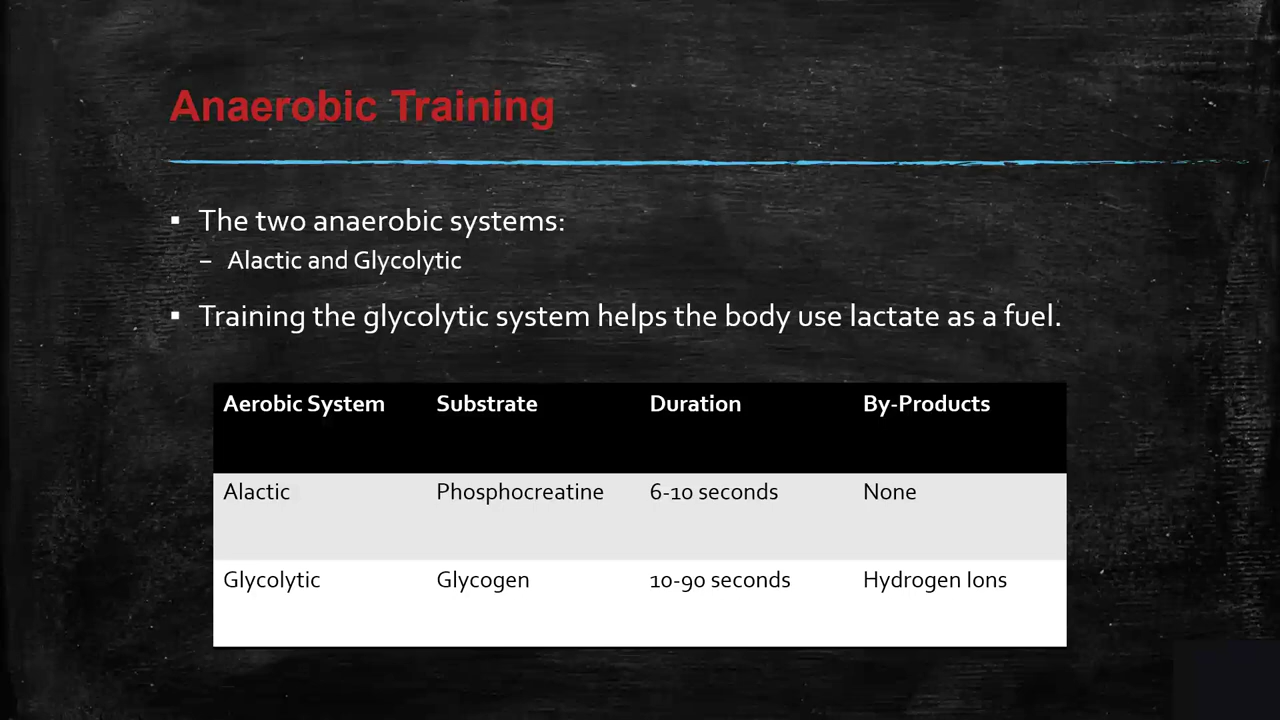 Anaerobic Training
▪ The two anaerobic systems:
– Alactic and Glycolytic
▪ Training the glycolytic system helps the body use lactate as a fuel.
Aerobic System Substrate Duration By-Products
Alactic Phosphocreatine 6-10 seconds None
Glycolytic Glycogen 10-90 seconds Hydrogen Ions